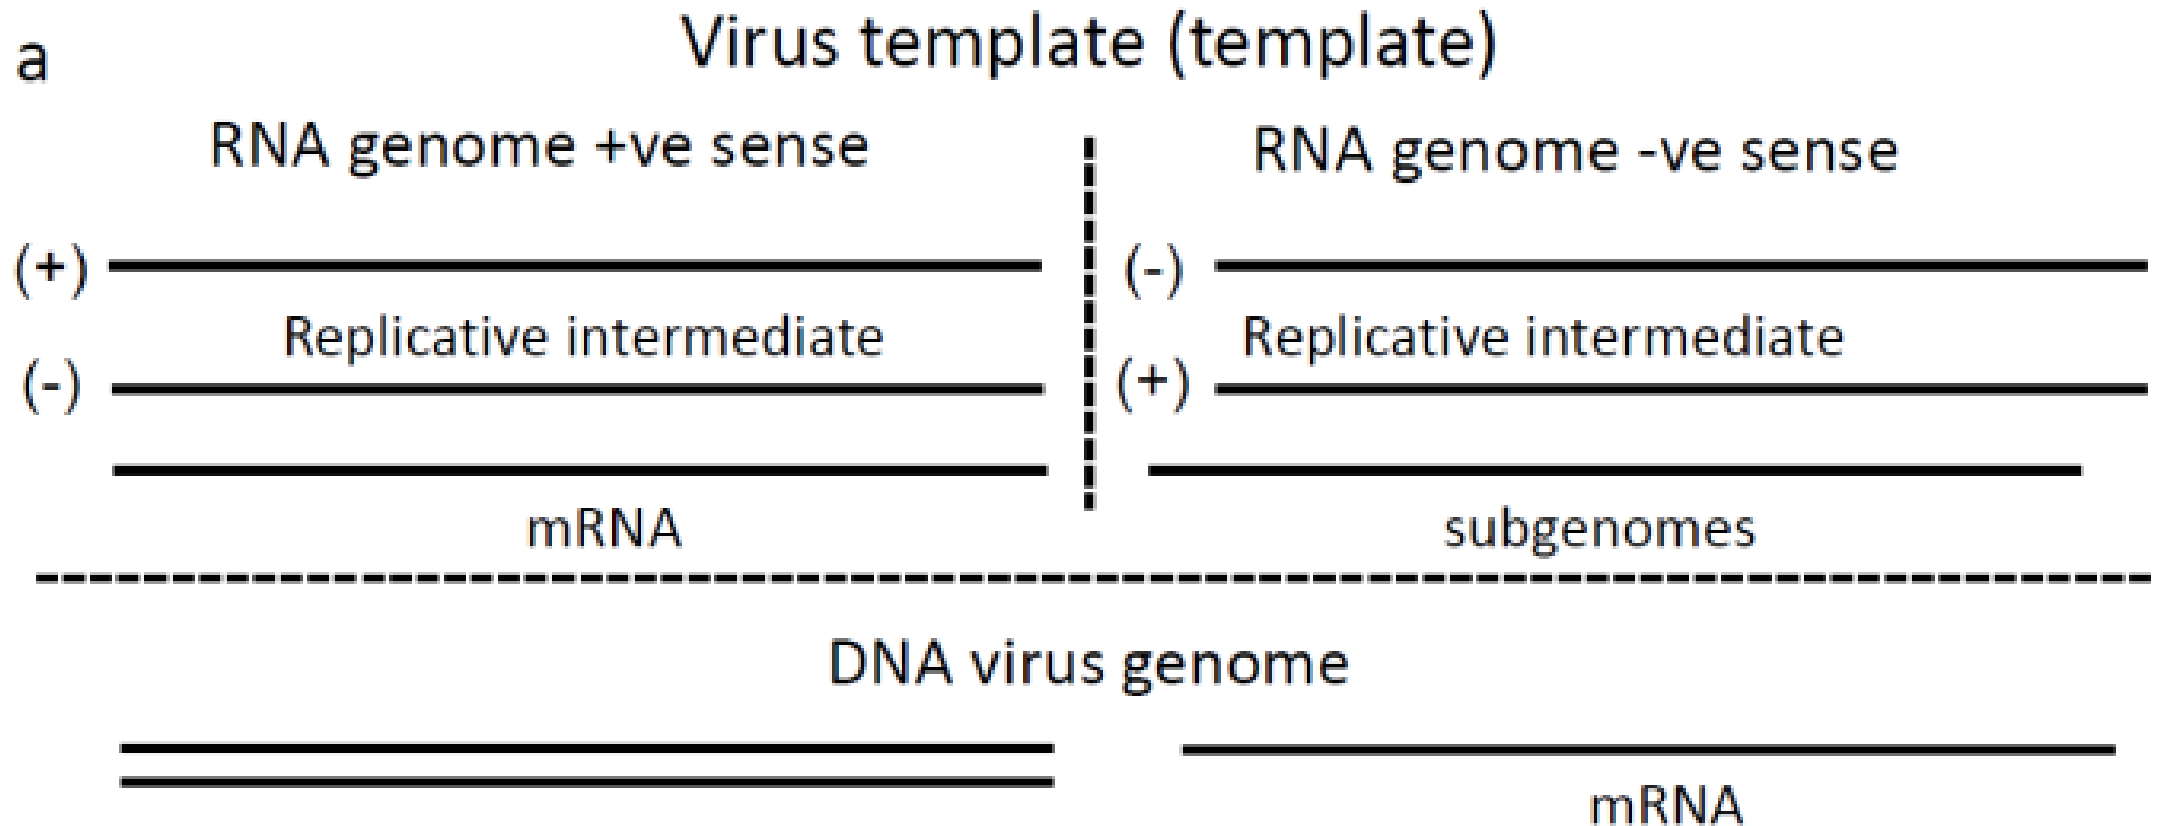 a
Virus template (template)
RNA genome +ve sense
RNA genome -ve sense
(+)
(-)
Replicative intermediate
Replicative intermediate
(-)
(+)
mRNA
subgenomes
DNA virus genome
mRNA